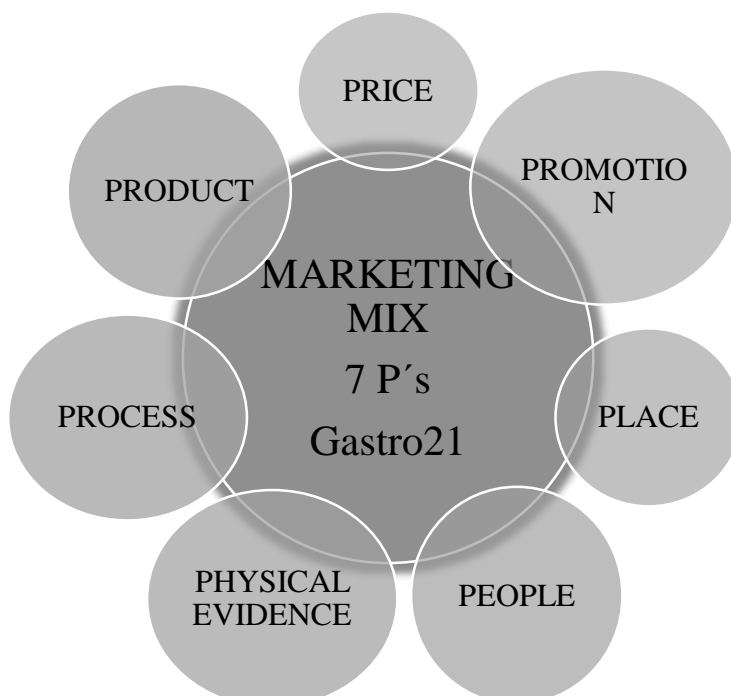 PRICE
PROMOTIO
N
PRODUCT
MARKETING
MIX
7 P´s
Gastro21
PROCESS
PLACE
PHYSICAL
EVIDENCE
PEOPLE